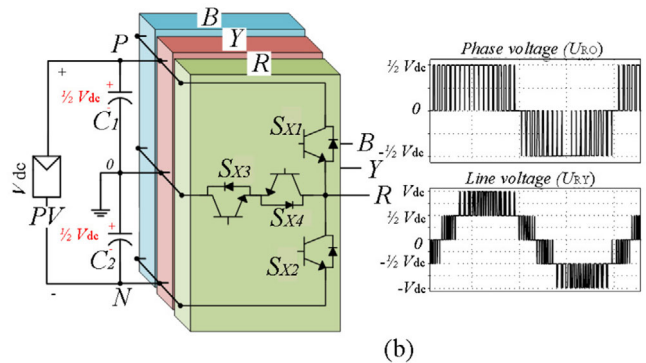 B
Y
R
P
+
½ Vdc
+
C1
Vdc
0
PV
½ Vdc
+
C2
-
N
SX1
SX3
SX4
SX2
B
Y
R
Phase voltage (URO)
½ Vdc
0
-½ Vdc
Line voltage (URY)
Vdc
½ Vdc
0
-½ Vdc
-Vdc
(b)